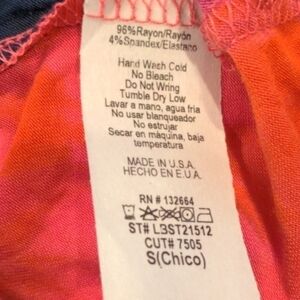 96%Rayon/Rayón
4%Spandex/Elastano
Hand Wash Cold
No Bleach
Do Not Wring
Tumble Dry Low
Lavar a mano, agua fria
No usar blanqueador
No estrujar
Secar en máquina, baja
temperatura
MADE IN U.S.A.
HECHO EN E.U.A.
RN # 132664
ST# L3ST21512
CUT# 7505
S(Chico)